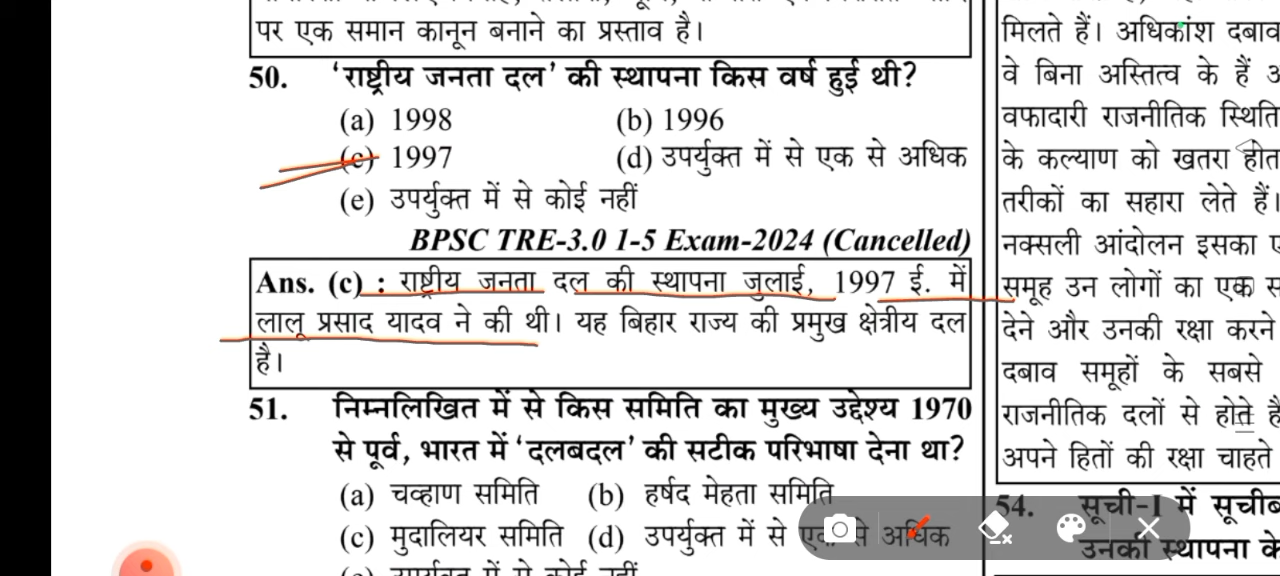 पर एक समान कानून बनाने का प्रस्ताव है।
50. ‘राष्ट्रीय जनता दल’ की स्थापना किस वर्ष हुई थी?
(a) 1998 (b) 1996
(c) 1997 (d) उपर्युक्त में से एक से अधिक
(e) उपर्युक्त में से कोई नहीं
BPSC TRE-3.0 1-5 Exam-2024 (Cancelled)
Ans. (c) : राष्ट्रीय जनता दल की स्थापना जुलाई, 1997 ई. में
लालू प्रसाद यादव ने की थी। यह बिहार राज्य की प्रमुख क्षेत्रीय दल
है।
51. निम्नलिखित में से किस समिति का मुख्य उद्देश्य 1970
से पूर्व, भारत में ‘दलबदल’ की सटीक परिभाषा देना था?
(a) चव्हाण समिति (b) हर्षद मेहता समिति
(c) मुदालियर समिति (d) उपर्युक्त में से एक से अधिक
(e) उपर्युक्त में से कोई नहीं
मिलते हैं। अधिकांश दबाव
वे बिना अस्तित्व के हैं
वफादारी राजनीतिक स्थिति
के कल्याण को खतरा होत
तरीकों का सहारा लेते हैं।
नक्सली आंदोलन इसका
समूह उन लोगों का एक
देने और उनकी रक्षा करने
दबाव समूहों के सबसे
राजनीतिक दलों से होते हैं
अपने हितों की रक्षा चाहते
54. सूची-I में सूचीब
उनकी स्थापना के